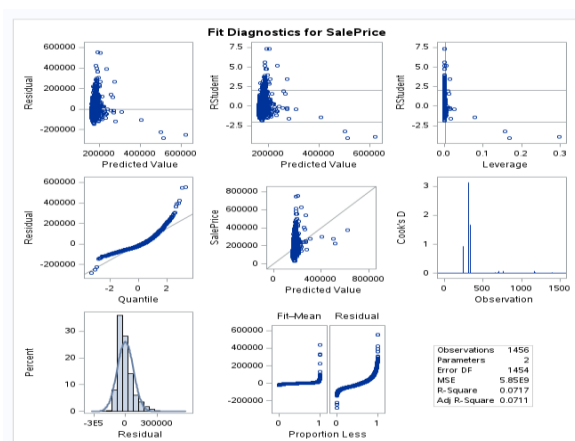 Fit Diagnostics for SalePrice
600000
400000
200000
0
-200000
Residual
200000 400000 600000
Predicted Value
7.5
5.0
2.5
0.0
-2.5
RStudent
200000 400000 600000
Predicted Value
7.5
5.0
2.5
0.0
-2.5
RStudent
0.0 0.1 0.2 0.3
Leverage
600000
400000
200000
0
-200000
Residual
-2 0 2
Quantile
800000
600000
400000
200000
0
SalePrice
0 400000 800000
Predicted Value
3
2
1
0
Cook's D
0 500 1000 1500
Observation
30
20
10
0
Percent
-3E5 0 300000
Residual
Fit–Mean Residual
600000
400000
200000
0
-200000
0 1 0 1
Proportion Less
Observations 1456
Parameters 2
Error DF 1454
MSE 5.85E9
R-Square 0.0717
Adj R-Square 0.0711